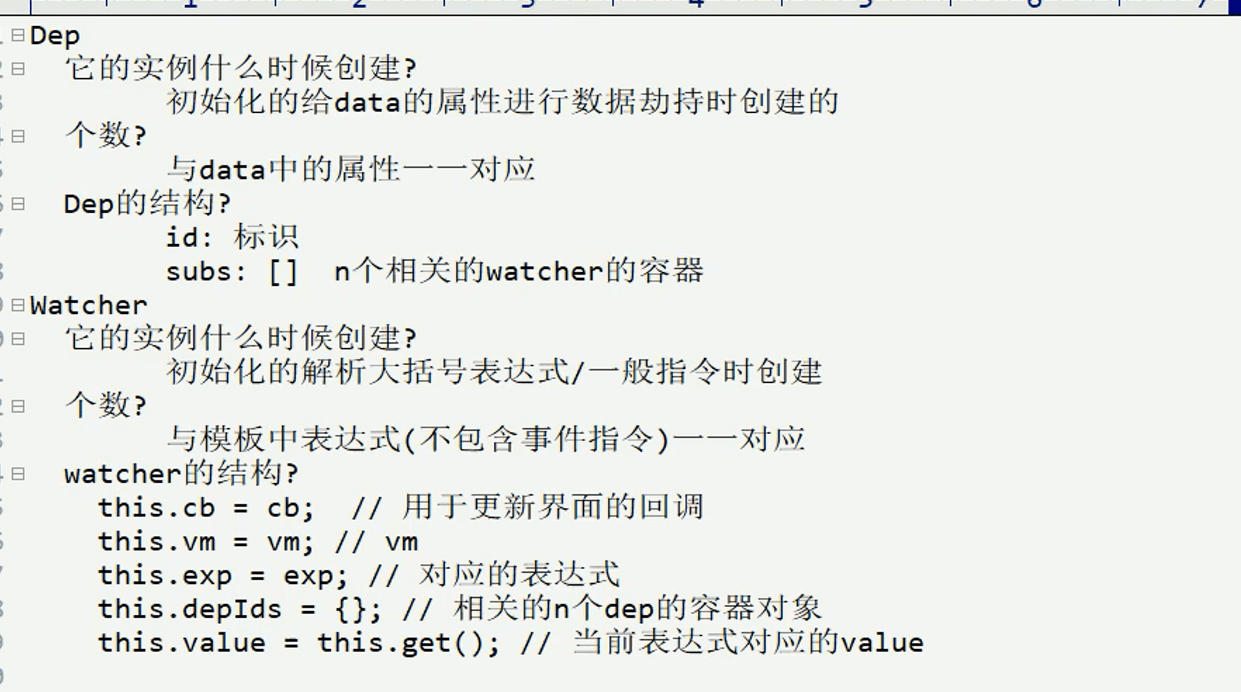 Dep
它的实例什么时候创建?
初始化的给data的属性进行数据劫持时创建的
个数?
与data中的属性一一对应
Dep的结构?
id: 标识
subs: [] n个相关的watcher的容器
Watcher
它的实例什么时候创建?
初始化的解析大括号表达式/一般指令时创建
个数?
与模板中表达式(不包含事件指令)一一对应
watcher的结构?
this.cb = cb; // 用于更新界面的回调
this.vm = vm; // vm
this.exp = exp; // 对应的表达式
this.depIds = {}; // 相关的n个dep的容器对象
this.value = this.get(); // 当前表达式对应的value